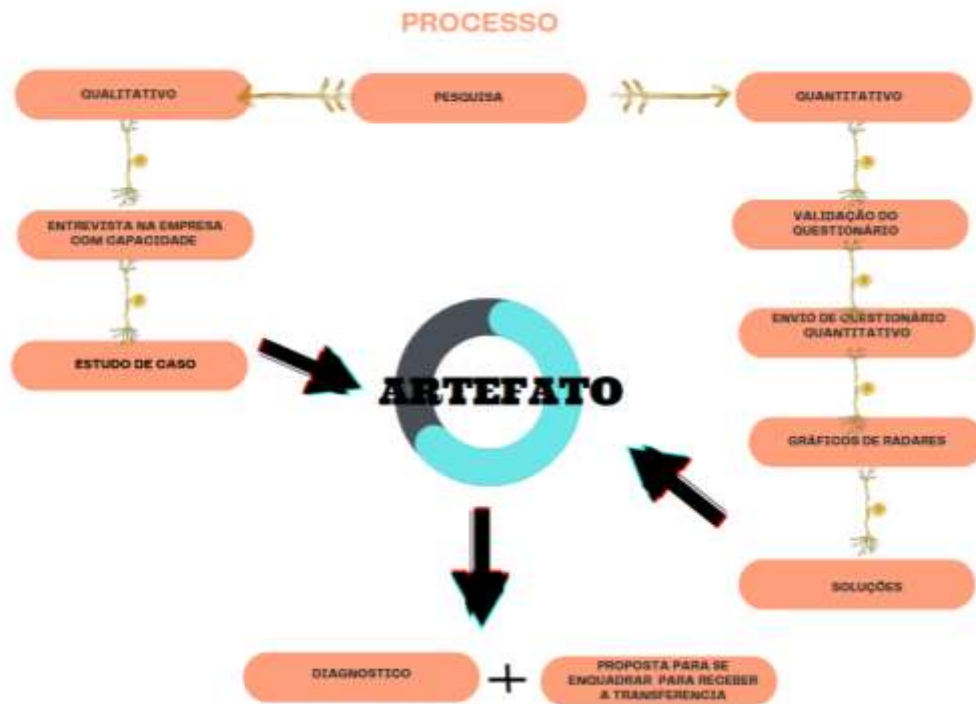 PROCESSO
QUALITATIVO
PESQUISA
QUANTITATIVO
ENTREVISTA NA EMPRESA
COM CAPACIDADE
VALIDAÇÃO DO
QUESTIONÁRIO
ENVIO DE QUESTIONÁRIO
QUANTITATIVO
ESTUDO DE CASO
ARTEFATO
GRÁFICOS DE RADARES
SOLUÇÕES
DIAGNOSTICO
+
PROPOSTA PARA SE
ENQUADRAR PARA RECEBER
A TRANSFERENCIA